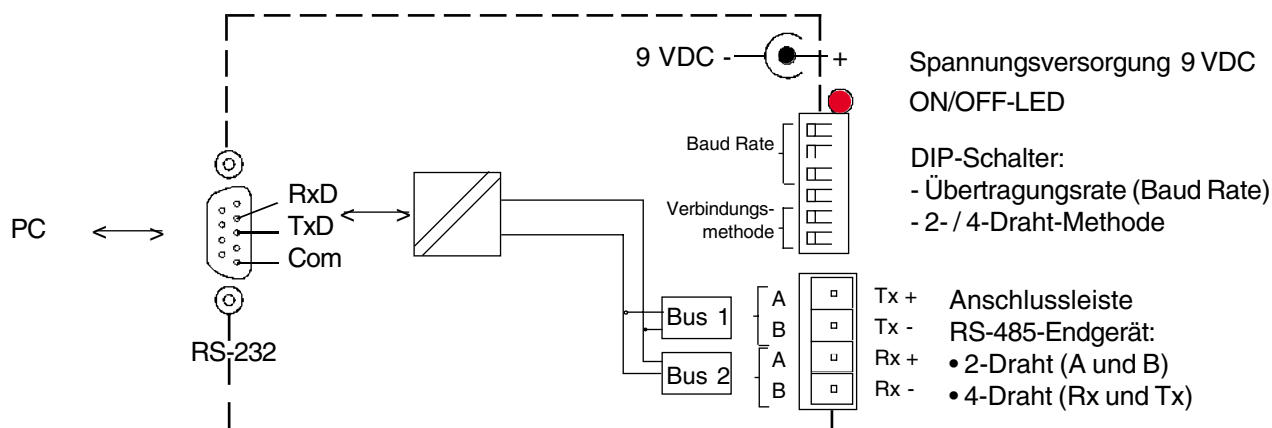 9 VDC - +
Spannungsversorgung 9 VDC
ON/OFF-LED
Baud Rate
DIP-Schalter:
- Übertragungsrate (Baud Rate)
- 2- / 4-Draht-Methode
Verbindungs-
methode
PC
RxD
TxD
Com
RS-232
Bus 1
A
B
Bus 2
A
B
Tx +
Tx -
Rx +
Rx -
Anschlussleiste
RS-485-Endgerät:
• 2-Draht (A und B)
• 4-Draht (Rx und Tx)